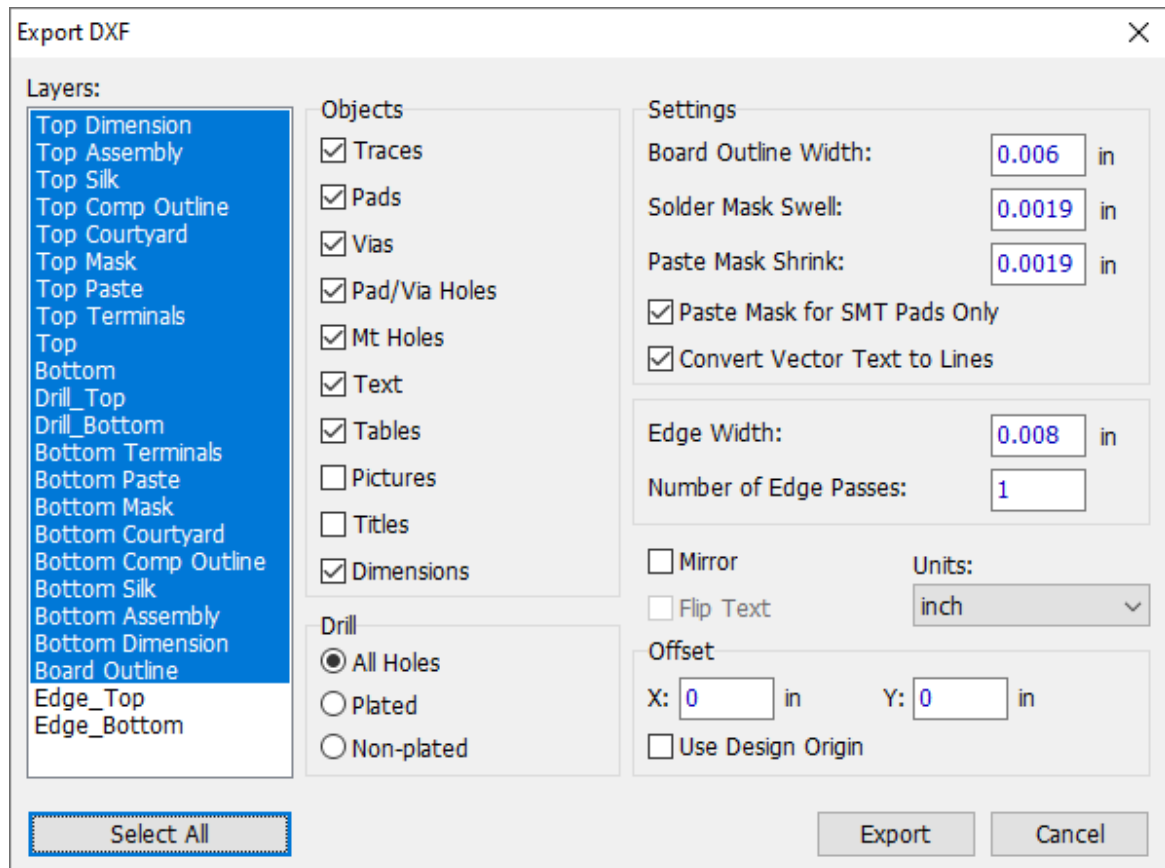 Export DXF
Layers:
Top Dimension
Top Assembly
Top Silk
Top Comp Outline
Top Courtyard
Top Mask
Top Paste
Top Terminals
Top
Bottom
Drill_Top
Drill_Bottom
Bottom Terminals
Bottom Paste
Bottom Mask
Bottom Courtyard
Bottom Comp Outline
Bottom Silk
Bottom Assembly
Bottom Dimension
Board Outline
Edge_Top
Edge_Bottom
Select All
Objects
Traces
Pads
Vias
Pad/Via Holes
Mt Holes
Text
Tables
Pictures
Titles
Dimensions
Drill
All Holes
Plated
Non-plated
Settings
Board Outline Width: 0.006 in
Solder Mask Swell: 0.0019 in
Paste Mask Shrink: 0.0019 in
Paste Mask for SMT Pads Only
Convert Vector Text to Lines
Edge Width: 0.008 in
Number of Edge Passes: 1
Mirror
Flip Text
Units:
inch
Offset
X: 0 in Y: 0 in
Use Design Origin
Export Cancel